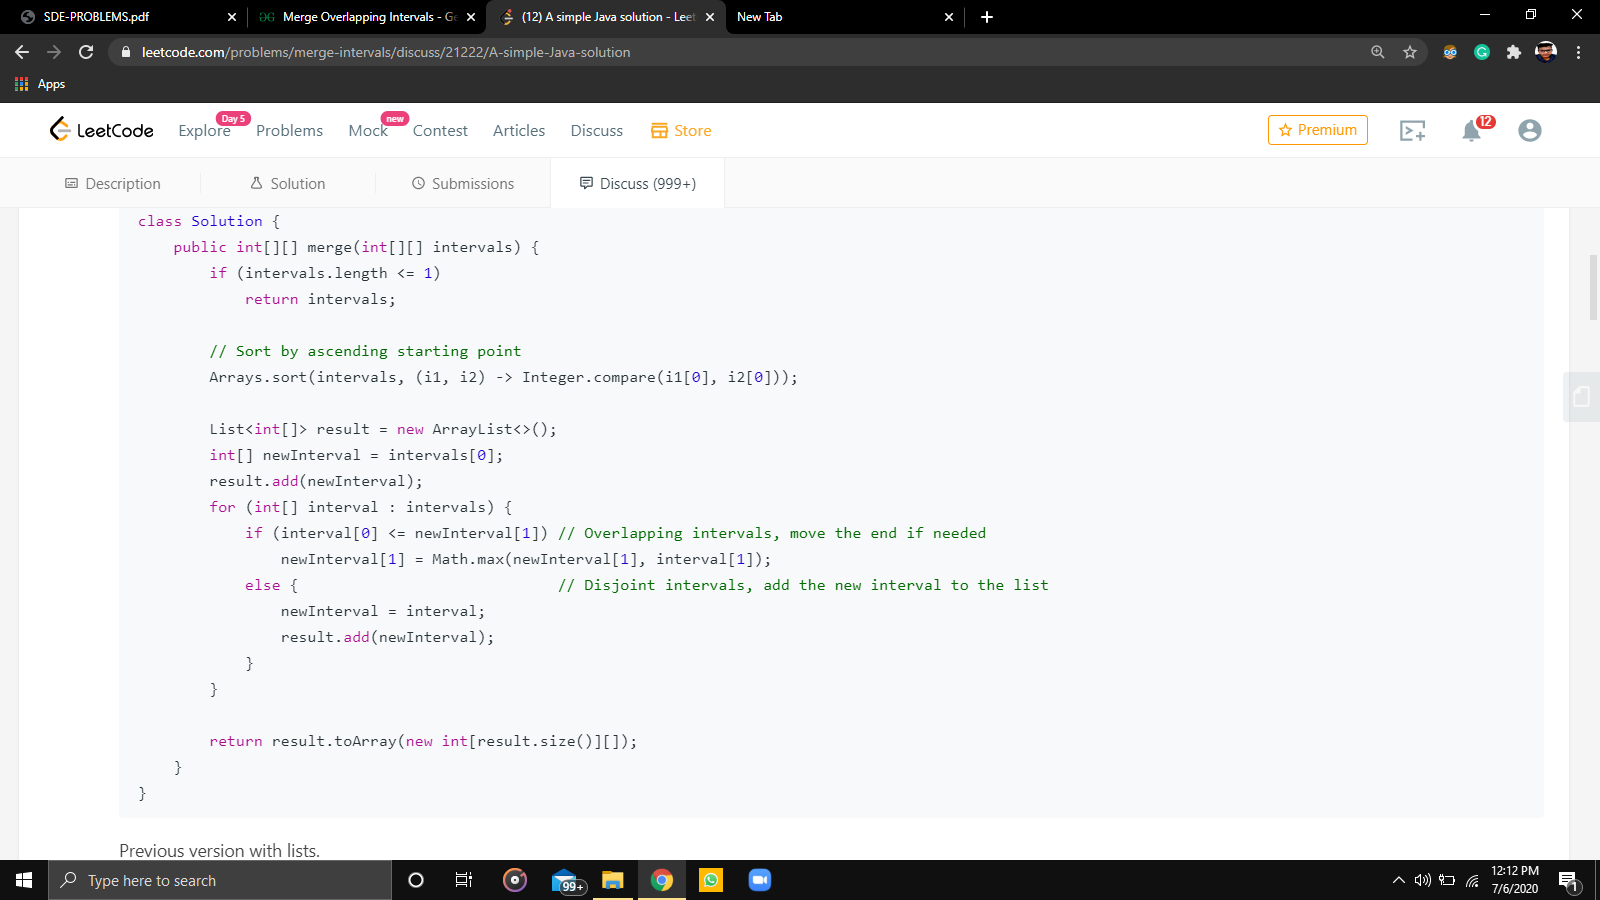 SDE-PROBLEMS.pdf
Merge Overlapping Intervals - Ge
(12) A simple Java solution - Leet
New Tab
leetcode.com/problems/merge-intervals/discuss/21222/A-simple-Java-solution
Apps
LeetCode
Explore Day 5
Problems
Mock new
Contest
Articles
Discuss
Store
Premium
12
Description
Solution
Submissions
Discuss (999+)
class Solution {
    public int[][] merge(int[][] intervals) {
        if (intervals.length <= 1)
            return intervals;
        // Sort by ascending starting point
        Arrays.sort(intervals, (i1, i2) -> Integer.compare(i1[0], i2[0]));
        List<int[]> result = new ArrayList<>();
        int[] newInterval = intervals[0];
        result.add(newInterval);
        for (int[] interval : intervals) {
            if (interval[0] <= newInterval[1]) // Overlapping intervals, move the end if needed
                newInterval[1] = Math.max(newInterval[1], interval[1]);
            else {                             // Disjoint intervals, add the new interval to the list
                newInterval = interval;
                result.add(newInterval);
            }
        }
        return result.toArray(new int[result.size()][]);
    }
}
Previous version with lists.
Type here to search
99+
12:12 PM
7/6/2020
1